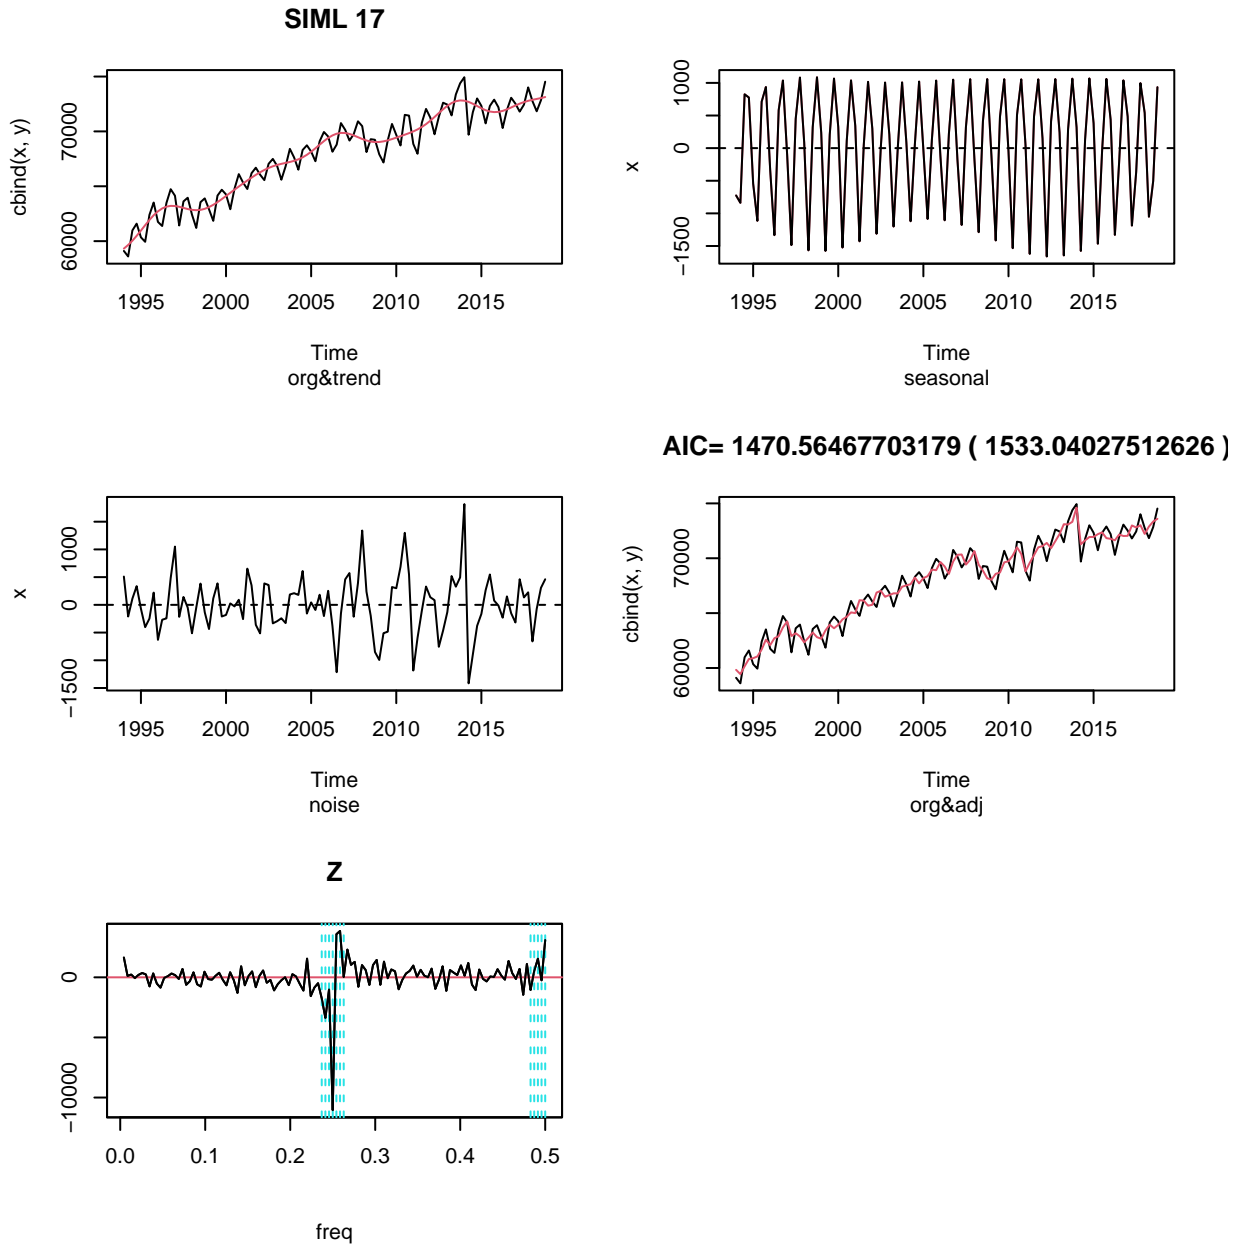 SIML 17
cbind(x, y)
60000 70000
1995 2000 2005 2010 2015
Time
org&trend
x
−1500 0 1000
1995 2000 2005 2010 2015
Time
seasonal
x
−1500 0 1000
1995 2000 2005 2010 2015
Time
noise
AIC= 1470.56467703179 ( 1533.04027512626 )
cbind(x, y)
60000 70000
1995 2000 2005 2010 2015
Time
org&adj
Z
−10000 0
0.0 0.1 0.2 0.3 0.4 0.5
freq